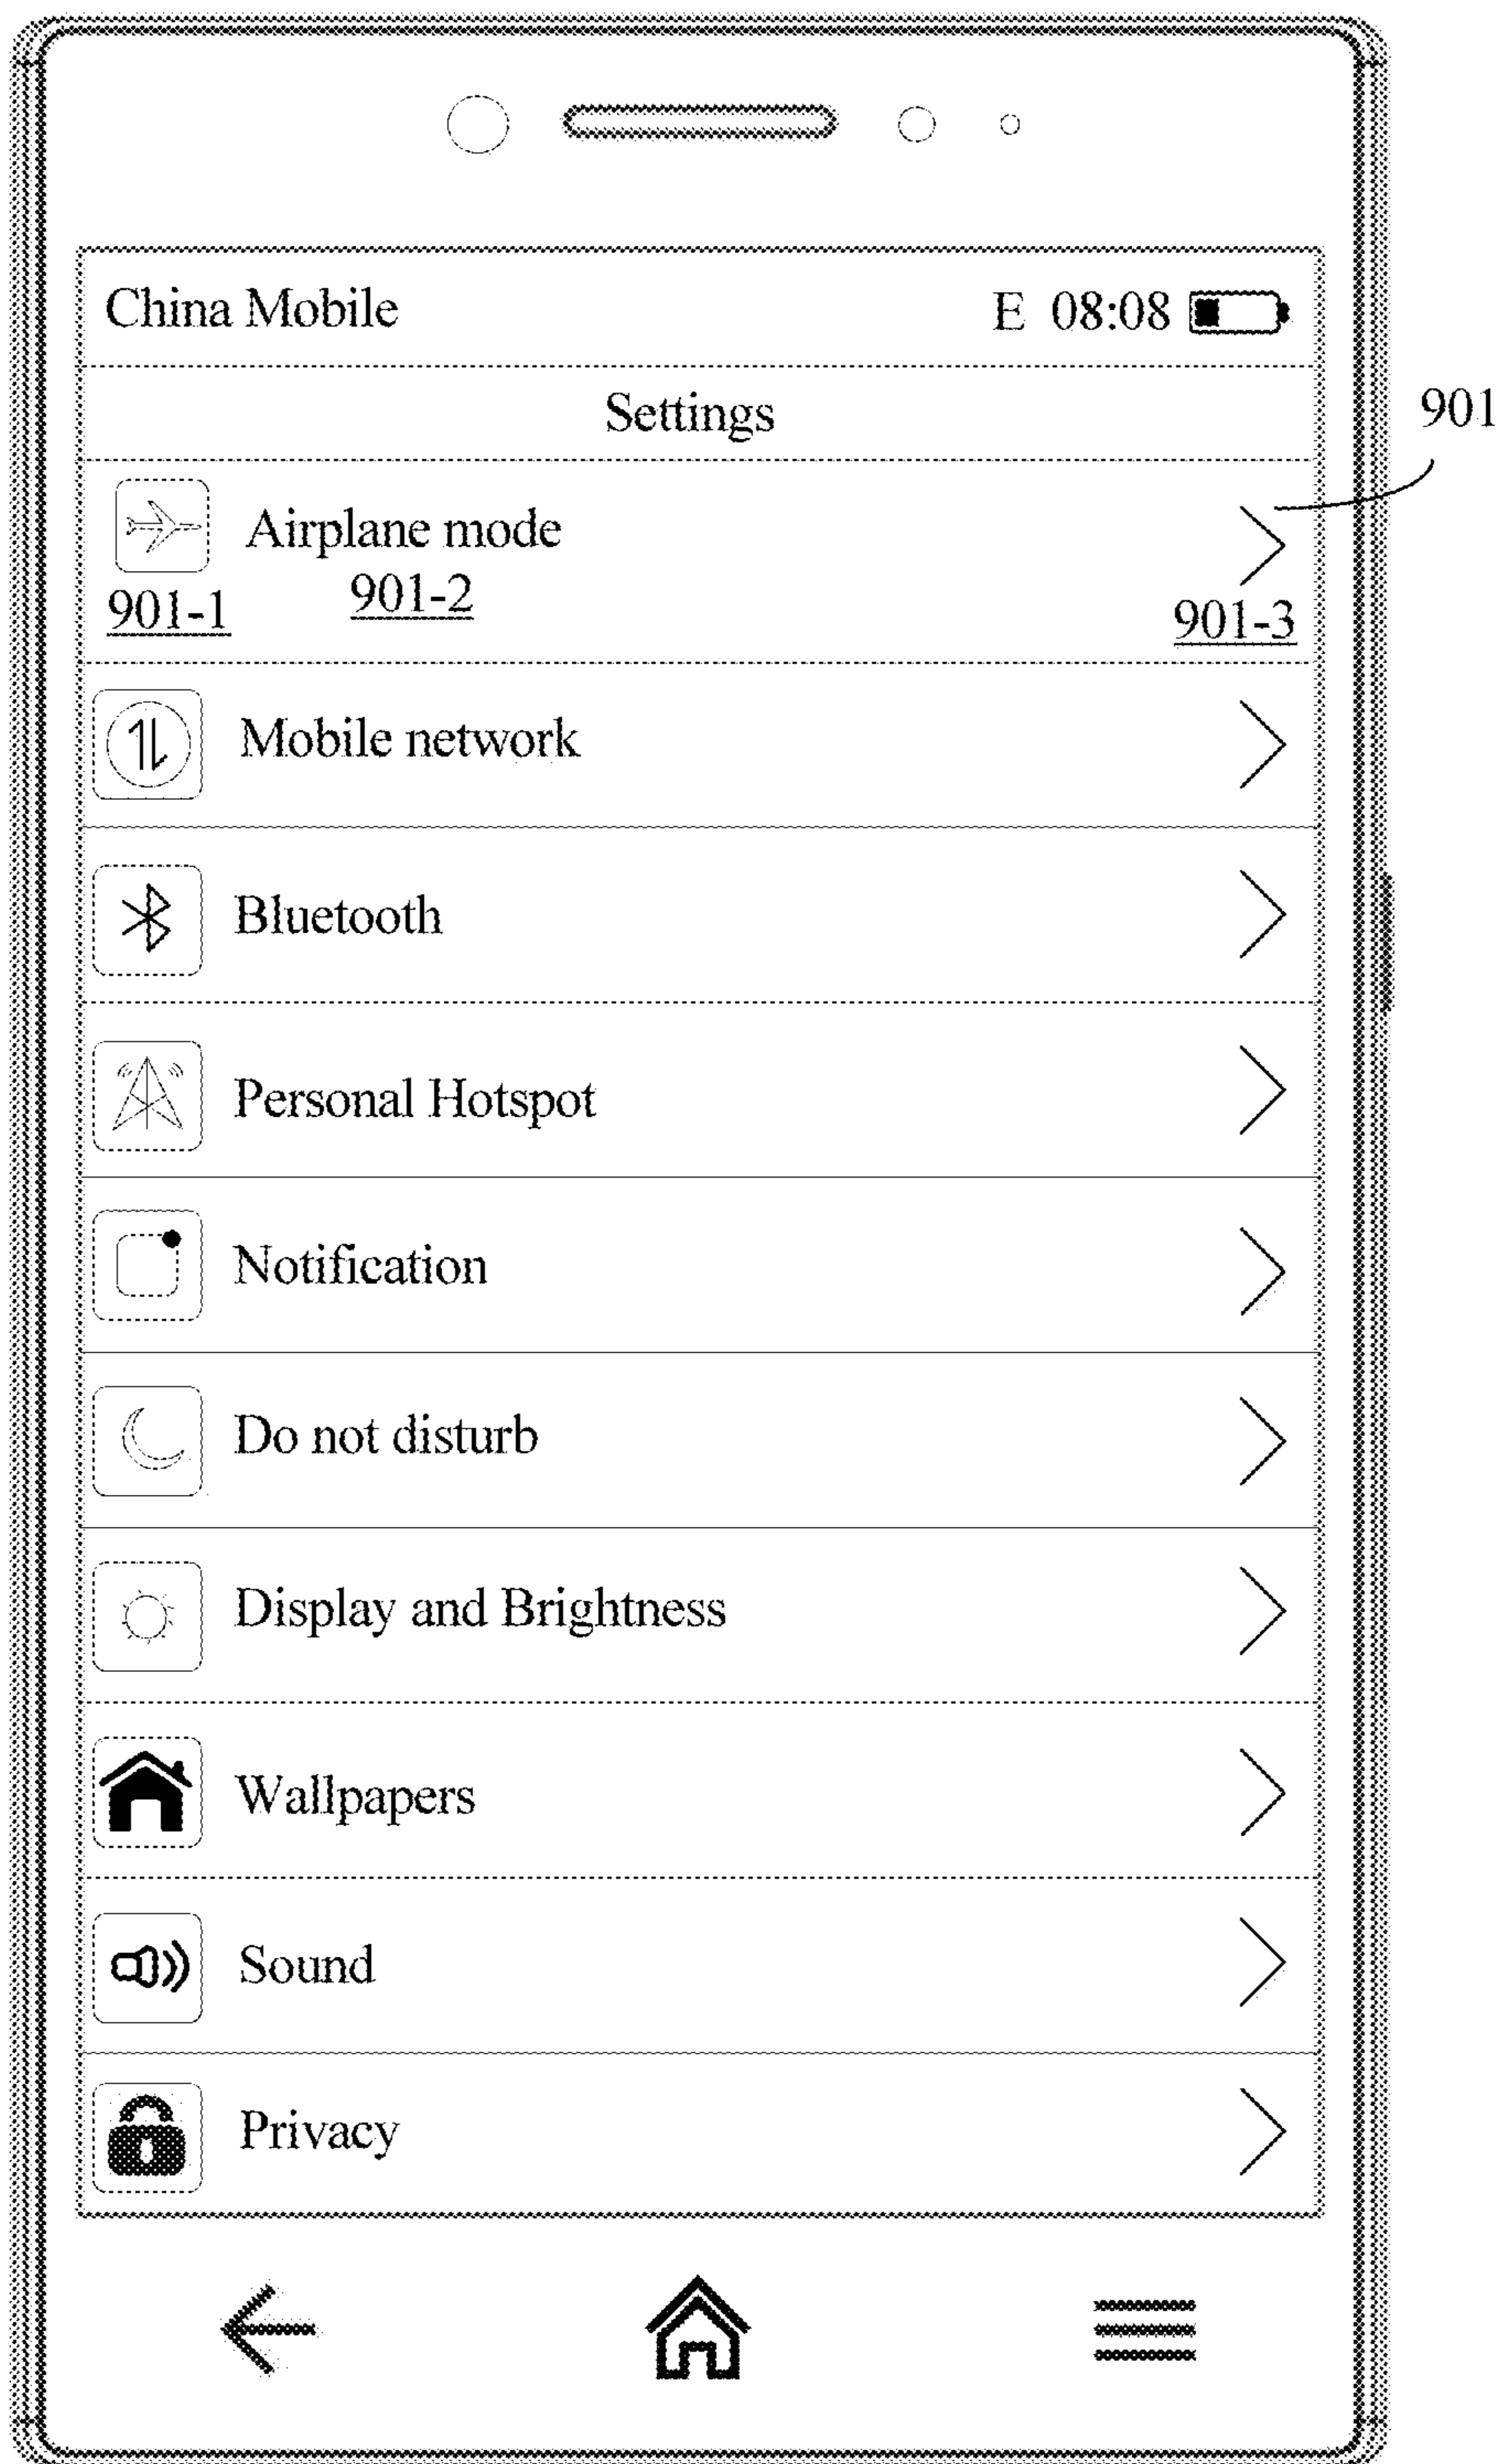 China Mobile E 08:08
Settings
901
Airplane mode
901-1 901-2 901-3
Mobile network
Bluetooth
Personal Hotspot
Notification
Do not disturb
Display and Brightness
Wallpapers
Sound
Privacy